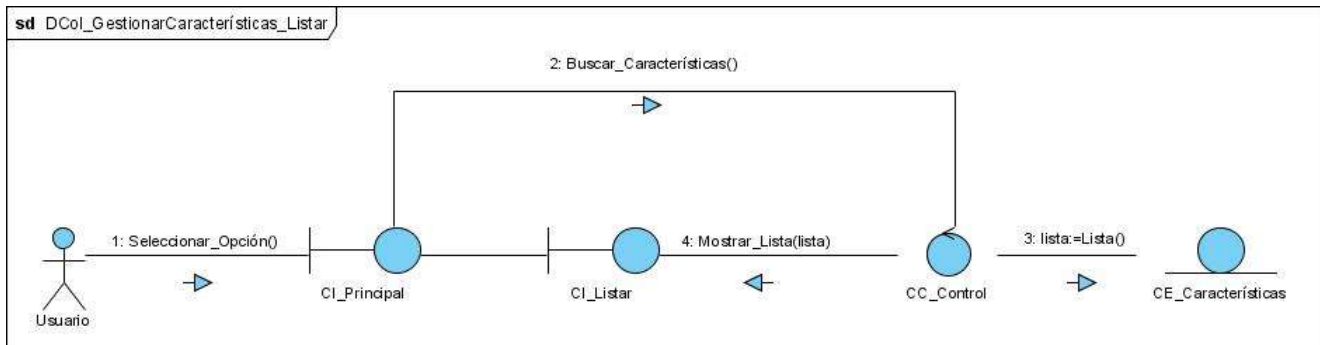 sd DCol_GestionarCaracterísticas_Listar
2: Buscar_Características()
1: Seleccionar_Opción()
4: Mostrar_Lista(lista)
3: lista:=Lista()
CI_Principal
CI_Listar
CC_Control
CE_Características
Usuario